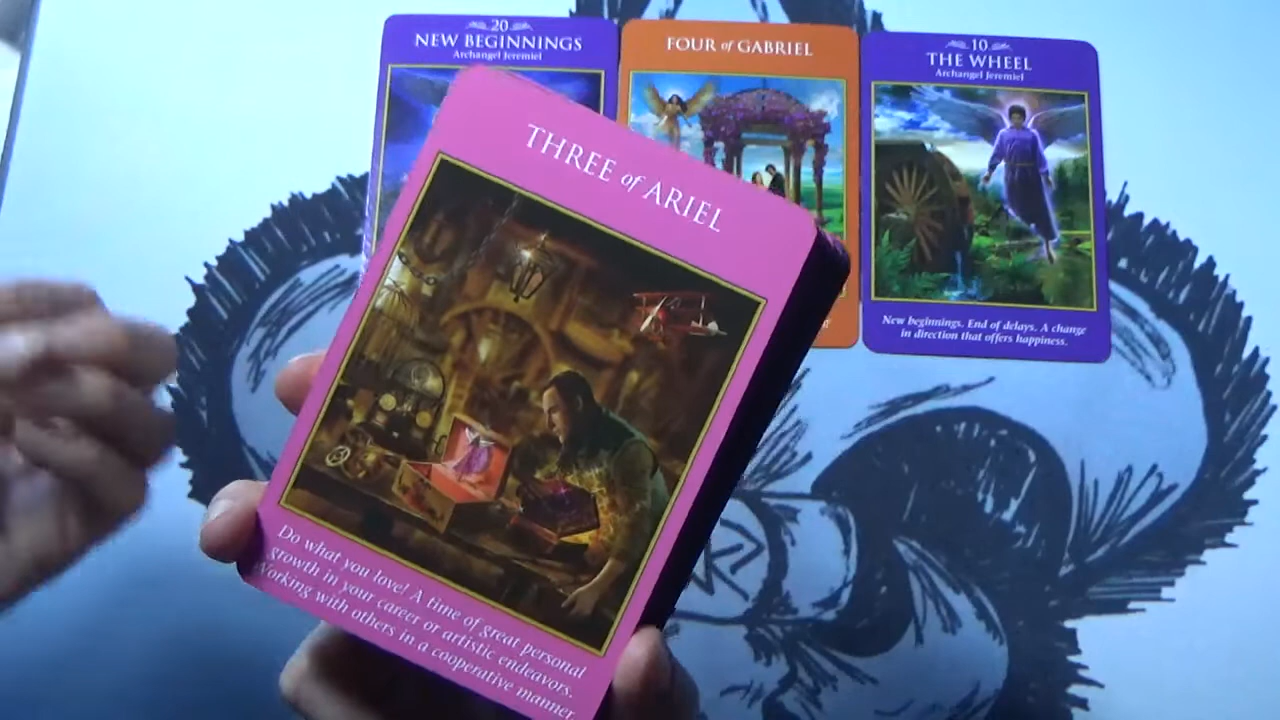 20
NEW BEGINNINGS
Archangel Jeremiel
FOUR of GABRIEL
10
THE WHEEL
Archangel Jeremiel
New beginnings. End of delays. A change
in direction that offers happiness.
THREE of ARIEL
Do what you love! A time of great personal
growth in your career or artistic endeavors.
Working with others in a cooperative manner